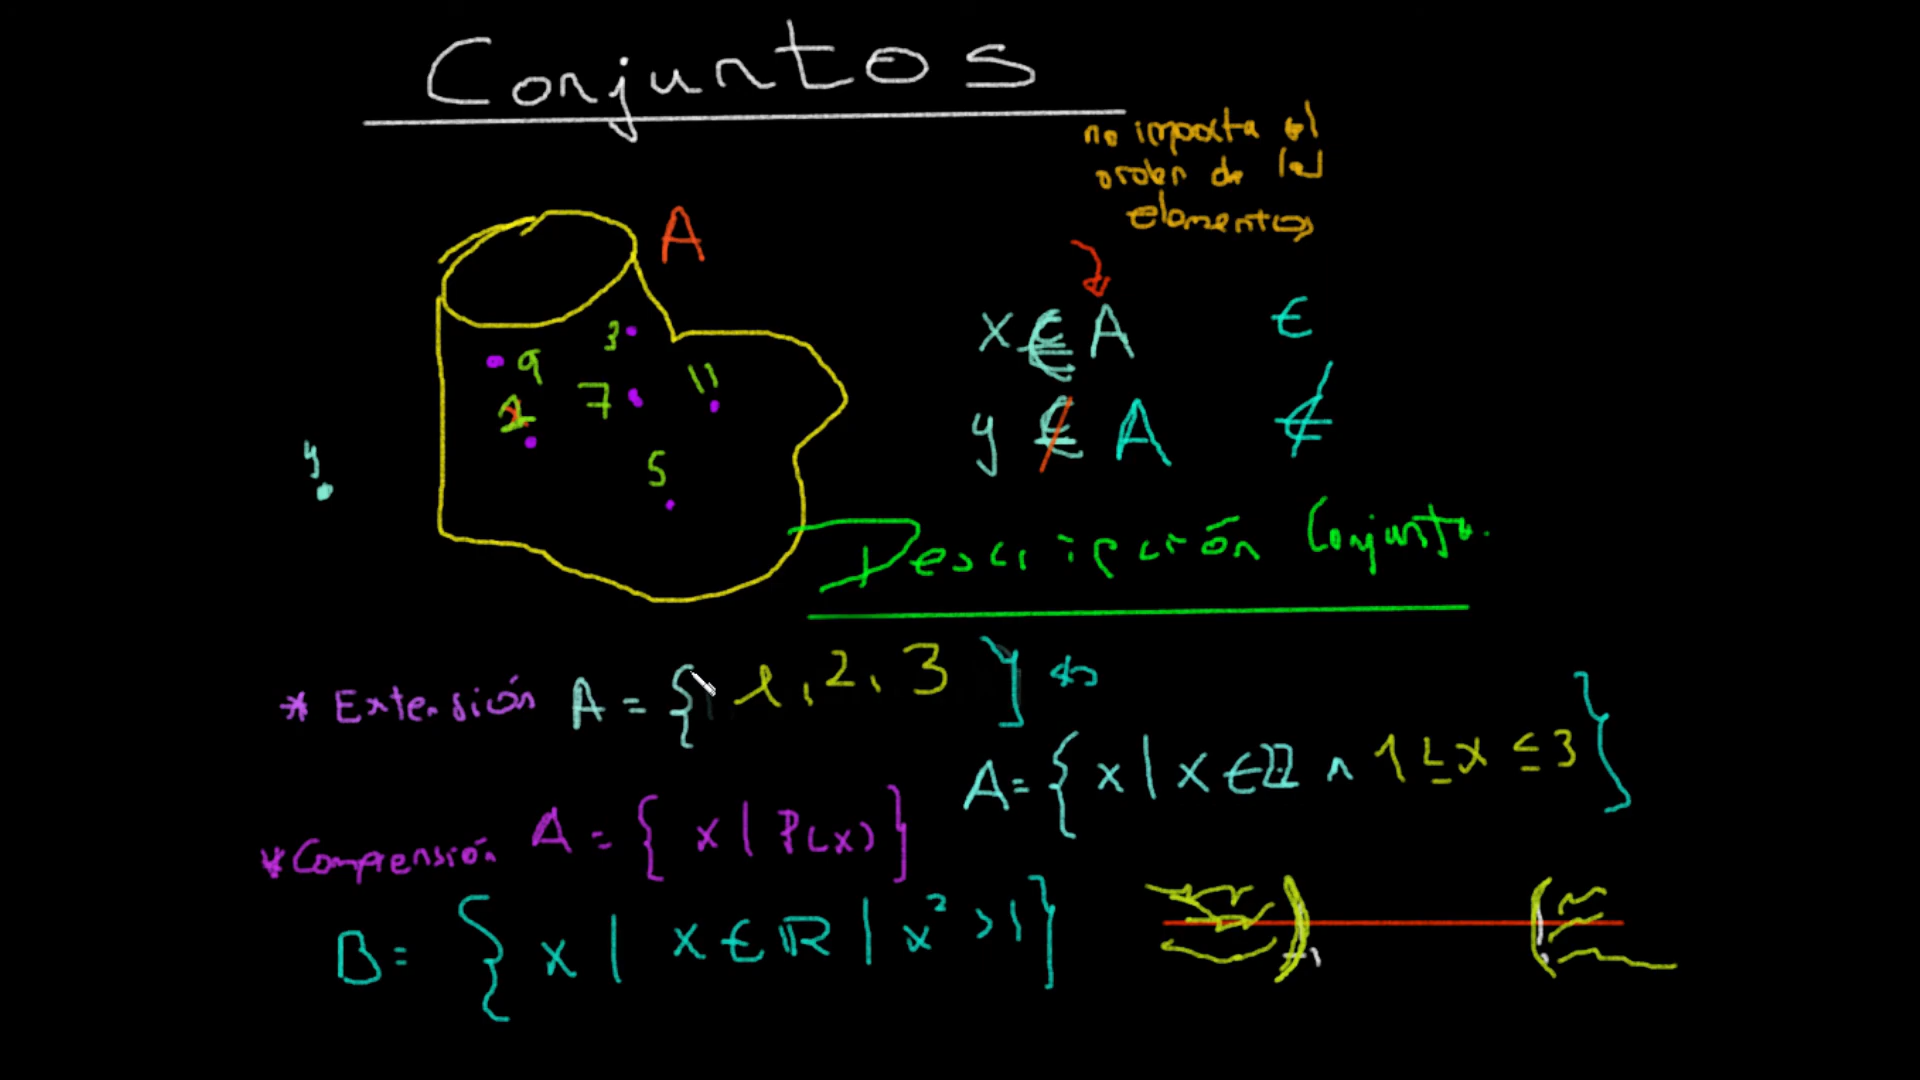 Conjuntos
no importa el
orden de los
elementos
A
3
9
7
11
5
y
x ∈ A
∈
y ∉ A
∉
Descripción Conjunto.
* Extensión A = { 1, 2, 3 }
A = { x | x ∈ ℤ ∧ 1 ≤ x ≤ 3 }
* Comprensión A = { x | P(x) }
B = { x | x ∈ ℝ | x² > 1 }
-1